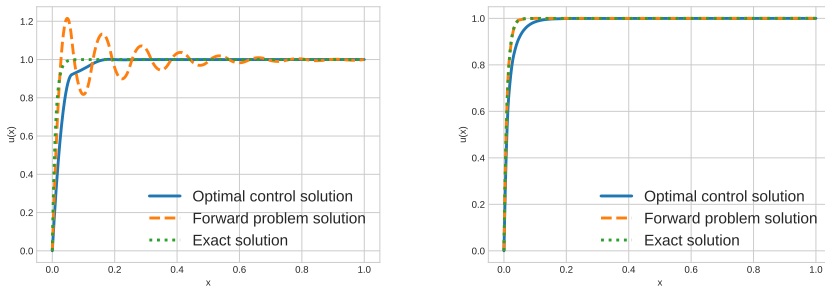 1.2
1.0
0.8
0.6
0.4
0.2
0.0
u(x)
Optimal control solution
Forward problem solution
Exact solution
0.0 0.2 0.4 0.6 0.8 1.0
x
1.0
0.8
0.6
0.4
0.2
0.0
u(x)
Optimal control solution
Forward problem solution
Exact solution
0.0 0.2 0.4 0.6 0.8 1.0
x